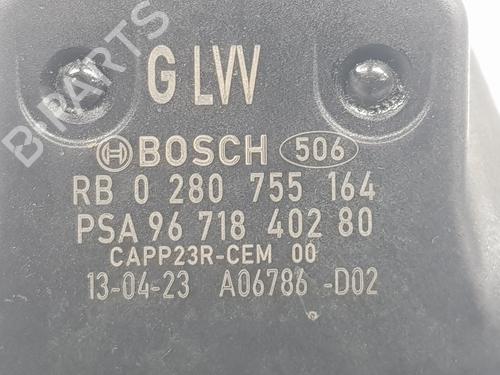 G LVV
BOSCH 506
RB 0 280 755 164
PSA 96 718 402 80
CAPP23R-CEM 00
13-04-23 A06786 -D02
B PARTS